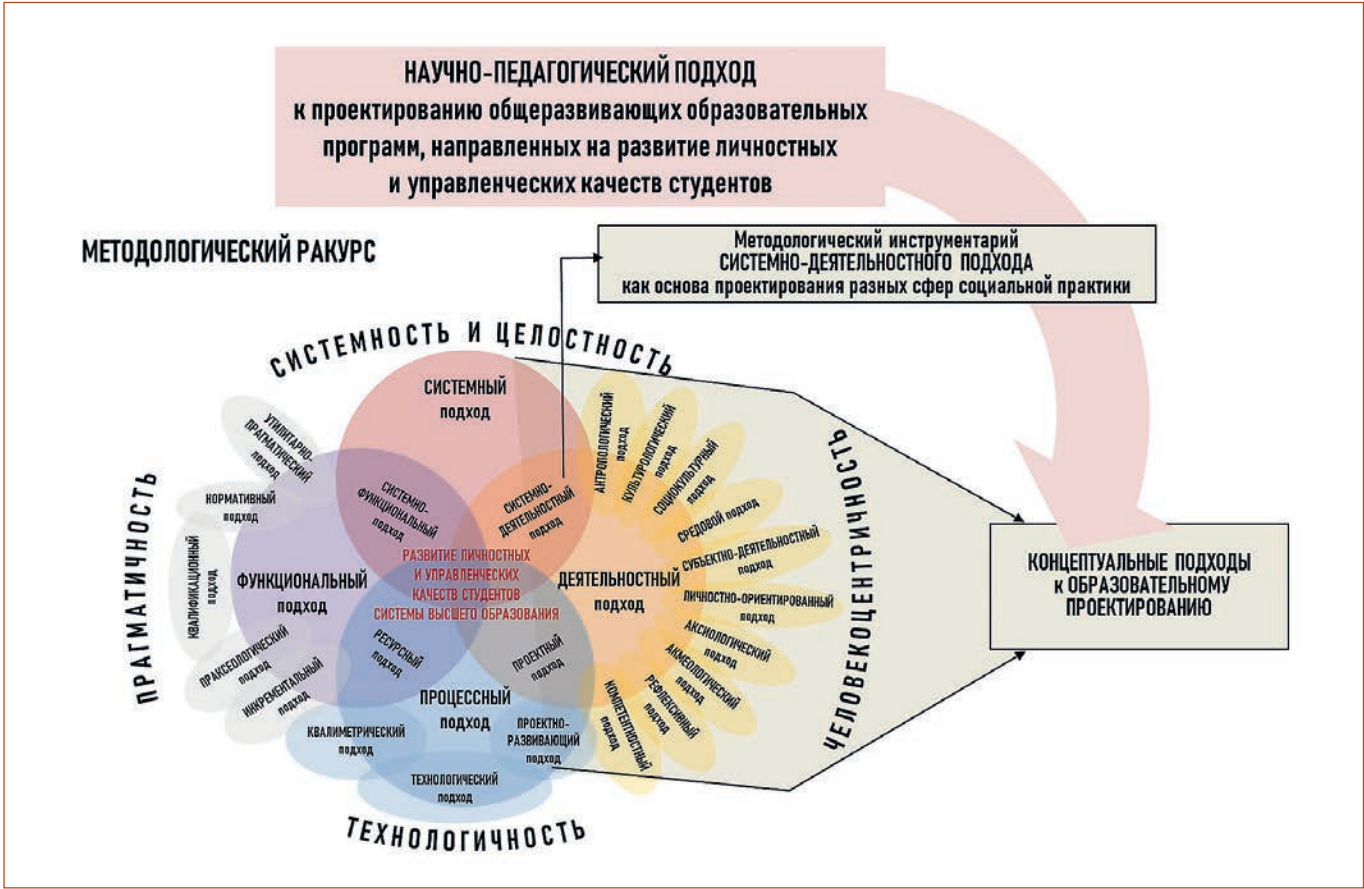 НАУЧНО-ПЕДАГОГИЧЕСКИЙ ПОДХОД
к проектированию общеразвивающих образовательных
программ, направленных на развитие личностных
и управленческих качеств студентов
МЕТОДОЛОГИЧЕСКИЙ РАКУРС
Методологический инструментарий
СИСТЕМНО-ДЕЯТЕЛЬНОСТНОГО ПОДХОДА
как основа проектирования разных сфер социальной практики
СИСТЕМНОСТЬ И ЦЕЛОСТНОСТЬ
СИСТЕМНЫЙ
подход
УТИЛИТАРНО-
ПРАГМАТИЧЕСКИЙ
подход
НОРМАТИВНЫЙ
подход
КВАЛИФИКАЦИОННЫЙ
подход
ПРАКСЕОЛОГИЧЕСКИЙ
подход
ИНКРЕМЕНТАЛЬНЫЙ
подход
ПРАГМАТИЧНОСТЬ
СИСТЕМНО-
ФУНКЦИОНАЛЬНЫЙ
подход
СИСТЕМНО-
ДЕЯТЕЛЬНОСТНЫЙ
подход
ФУНКЦИОНАЛЬНЫЙ
подход
РАЗВИТИЕ ЛИЧНОСТНЫХ
И УПРАВЛЕНЧЕСКИХ
КАЧЕСТВ СТУДЕНТОВ
СИСТЕМЫ ВЫСШЕГО ОБРАЗОВАНИЯ
ДЕЯТЕЛЬНОСТНЫЙ
подход
РЕСУРСНЫЙ
подход
ПРОЕКТНЫЙ
подход
ПРОЦЕССНЫЙ
подход
КВАЛИМЕТРИЧЕСКИЙ
подход
ПРОЕКТНО-
РАЗВИВАЮЩИЙ
подход
ТЕХНОЛОГИЧЕСКИЙ
подход
ТЕХНОЛОГИЧНОСТЬ
АНТРОПОЛОГИЧЕСКИЙ
подход
КУЛЬТУРОЛОГИЧЕСКИЙ
подход
СОЦИОКУЛЬТУРНЫЙ
подход
СРЕДОВОЙ подход
СУБЪЕКТНО-ДЕЯТЕЛЬНОСТНЫЙ
подход
ЛИЧНОСТНО-ОРИЕНТИРОВАННЫЙ
подход
АКСИОЛОГИЧЕСКИЙ
подход
АКМЕОЛОГИЧЕСКИЙ
подход
РЕФЛЕКСИВНЫЙ
подход
КОМПЕТЕНТНОСТНЫЙ
подход
ЧЕЛОВЕКОЦЕНТРИЧНОСТЬ
КОНЦЕПТУАЛЬНЫЕ ПОДХОДЫ
к ОБРАЗОВАТЕЛЬНОМУ
ПРОЕКТИРОВАНИЮ